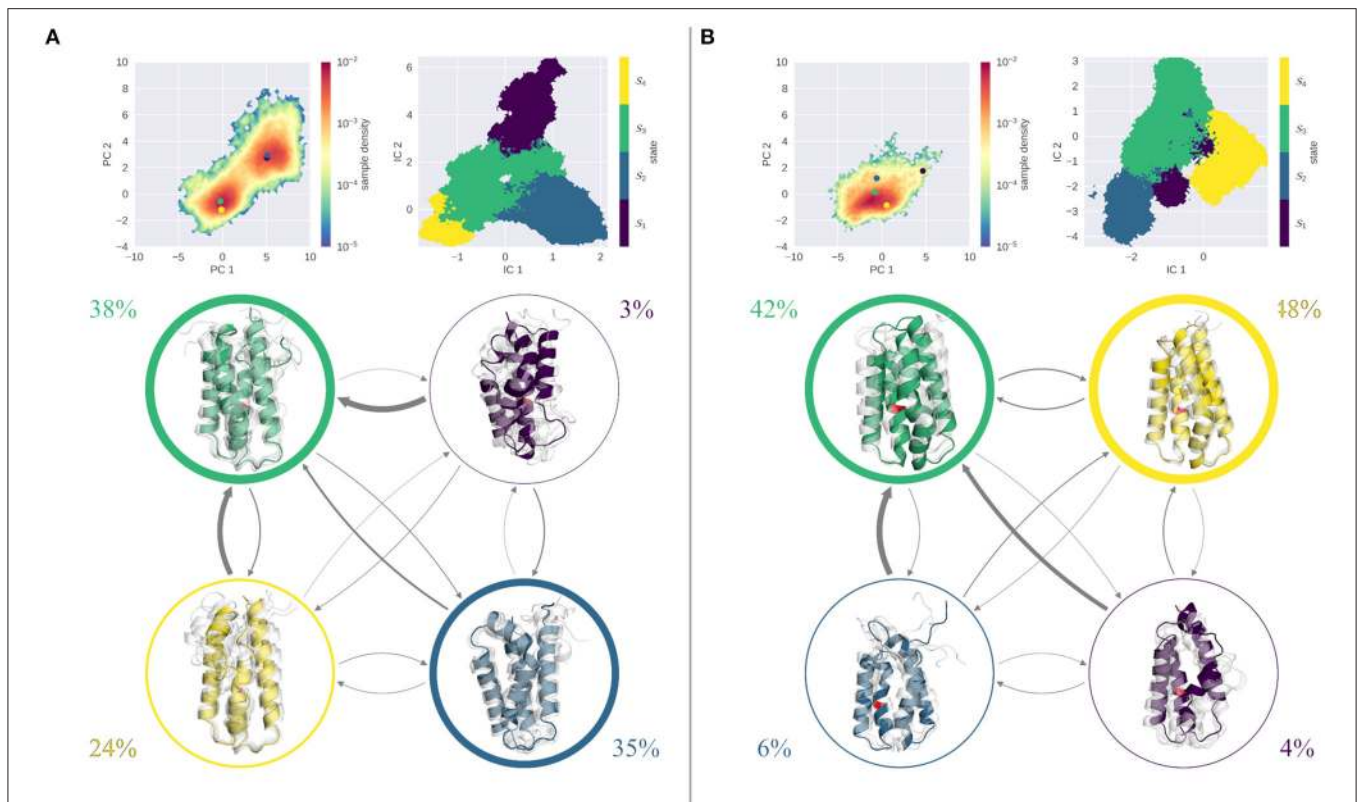 A
10
8
6
4
2
0
−2
−4
PC 2
−10
−5
0
5
10
PC 1
10⁻²
10⁻³
10⁻⁴
10⁻⁵
sample density
6
4
2
0
IC 2
−1
0
1
2
IC 1
S₄
S₃
S₂
S₁
state
38%
3%
24%
35%
B
10
8
6
4
2
0
−2
−4
PC 2
−10
−5
0
5
10
PC 1
10⁻²
10⁻³
10⁻⁴
10⁻⁵
sample density
3
2
1
0
−1
−2
−3
−4
IC 2
−2
0
IC 1
S₄
S₃
S₂
S₁
state
42%
48%
6%
4%